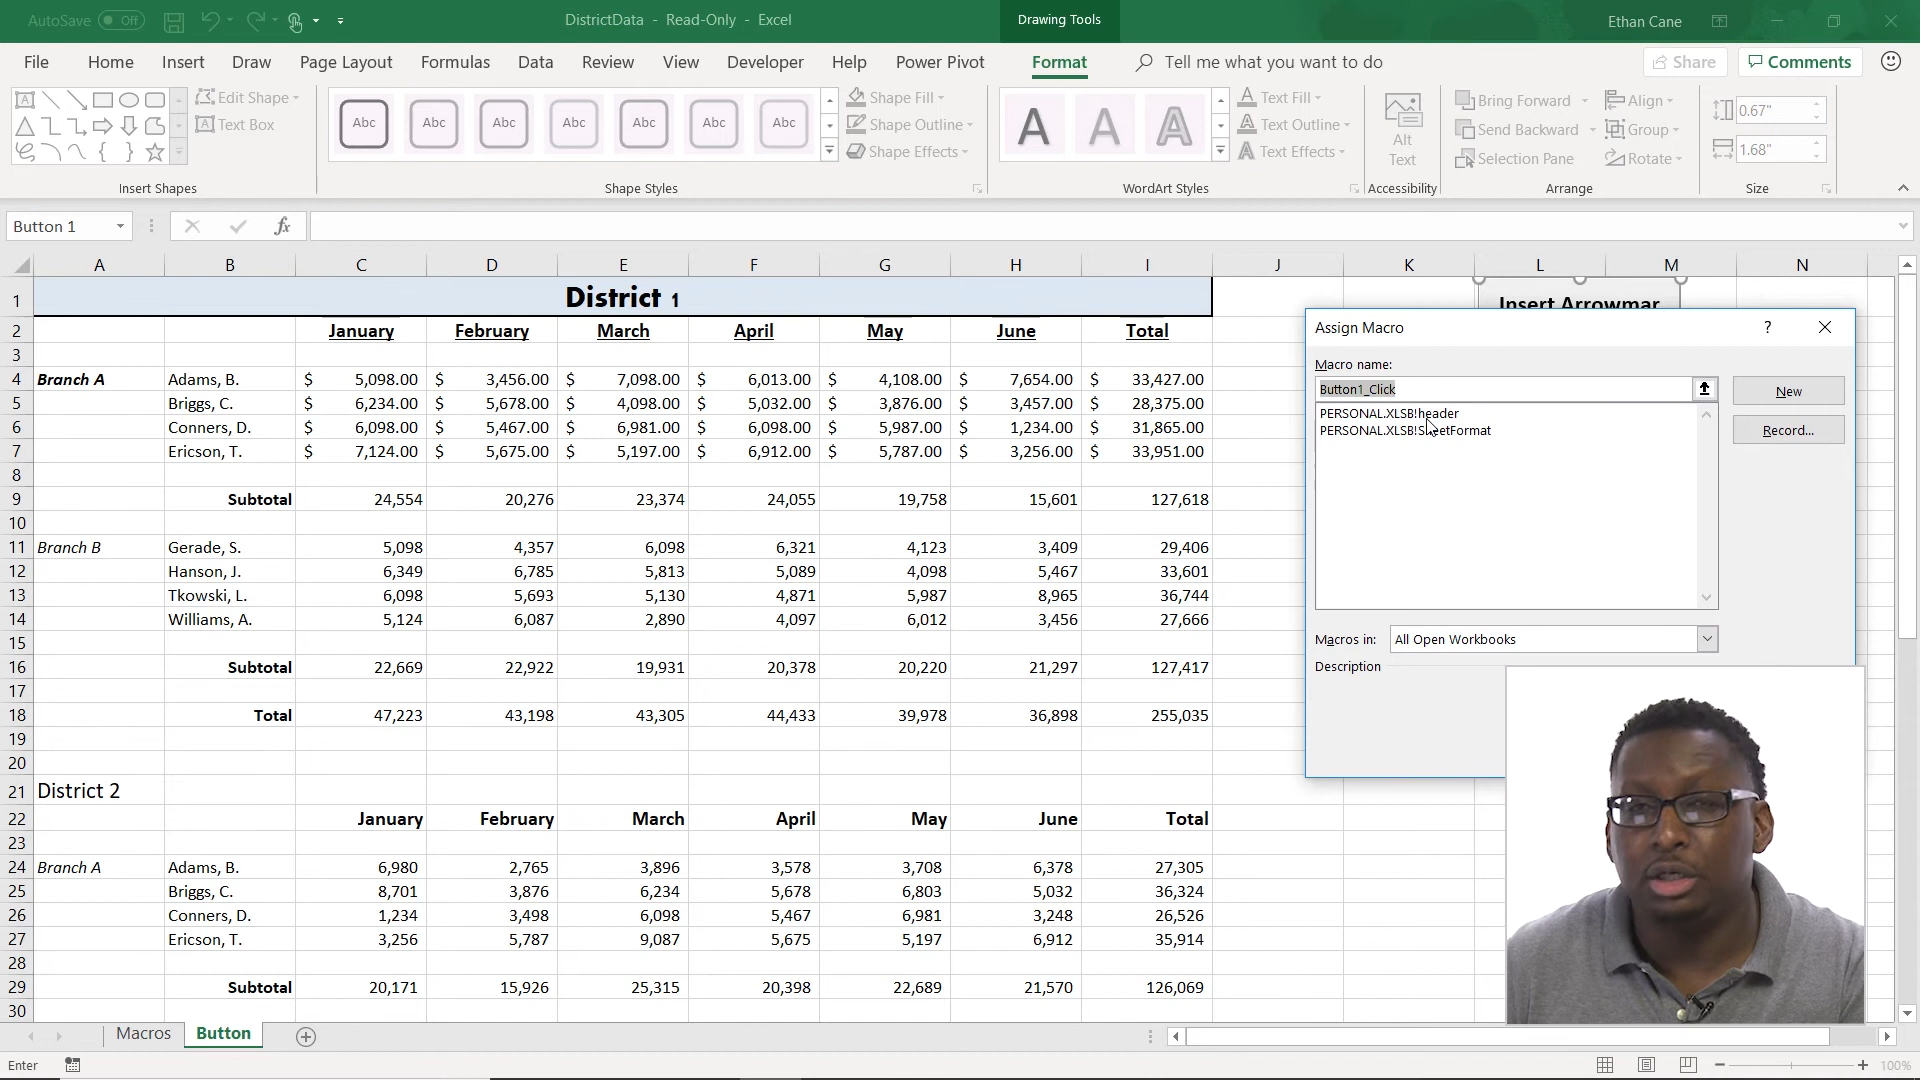 AutoSave Off DistrictData - Read-Only - Excel Drawing Tools Ethan Cane
File Home Insert Draw Page Layout Formulas Data Review View Developer Help Power Pivot Format Tell me what you want to do Share Comments
Edit Shape
Text Box
Insert Shapes
Abc Abc Abc Abc Abc Abc Abc
Shape Styles
Shape Fill
Shape Outline
Shape Effects
A A A
WordArt Styles
Text Fill
Text Outline
Text Effects
Alt
Text
Accessibility
Bring Forward
Send Backward
Selection Pane
Align
Group
Rotate
Arrange
0.67"
1.68"
Size
Button 1 fx
A B C D E F G H I J K L M N
1 District 1 Insert Arrowmar
2 January February March April May June Total
3
4 Branch A Adams, B. $ 5,098.00 $ 3,456.00 $ 7,098.00 $ 6,013.00 $ 4,108.00 $ 7,654.00 $ 33,427.00
5 Briggs, C. $ 6,234.00 $ 5,678.00 $ 4,098.00 $ 5,032.00 $ 3,876.00 $ 3,457.00 $ 28,375.00
6 Conners, D. $ 6,098.00 $ 5,467.00 $ 6,981.00 $ 6,098.00 $ 5,987.00 $ 1,234.00 $ 31,865.00
7 Ericson, T. $ 7,124.00 $ 5,675.00 $ 5,197.00 $ 6,912.00 $ 5,787.00 $ 3,256.00 $ 33,951.00
8
9 Subtotal 24,554 20,276 23,374 24,055 19,758 15,601 127,618
10
11 Branch B Gerade, S. 5,098 4,357 6,098 6,321 4,123 3,409 29,406
12 Hanson, J. 6,349 6,785 5,813 5,089 4,098 5,467 33,601
13 Tkowski, L. 6,098 5,693 5,130 4,871 5,987 8,965 36,744
14 Williams, A. 5,124 6,087 2,890 4,097 6,012 3,456 27,666
15
16 Subtotal 22,669 22,922 19,931 20,378 20,220 21,297 127,417
17
18 Total 47,223 43,198 43,305 44,433 39,978 36,898 255,035
19
20
21 District 2
22 January February March April May June Total
23
24 Branch A Adams, B. 6,980 2,765 3,896 3,578 3,708 6,378 27,305
25 Briggs, C. 8,701 3,876 6,234 5,678 6,803 5,032 36,324
26 Conners, D. 1,234 3,498 6,098 5,467 6,981 3,248 26,526
27 Ericson, T. 3,256 5,787 9,087 5,675 5,197 6,912 35,914
28
29 Subtotal 20,171 15,926 25,315 20,398 22,689 21,570 126,069
30
Assign Macro ?
Macro name:
Button1_Click
New
PERSONAL.XLSB!header
PERSONAL.XLSB!SheetFormat
Record...
Macros in: All Open Workbooks
Description
Macros Button
Enter 100%